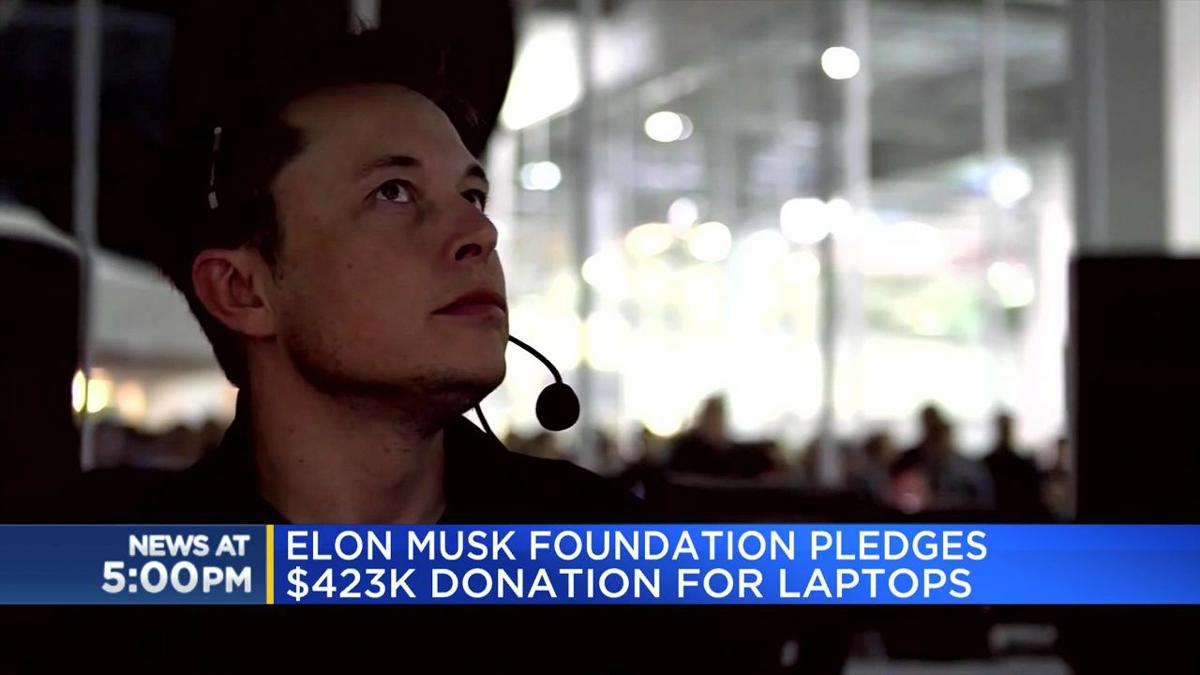 NEWS AT
5:00PM
ELON MUSK FOUNDATION PLEDGES
$423K DONATION FOR LAPTOPS